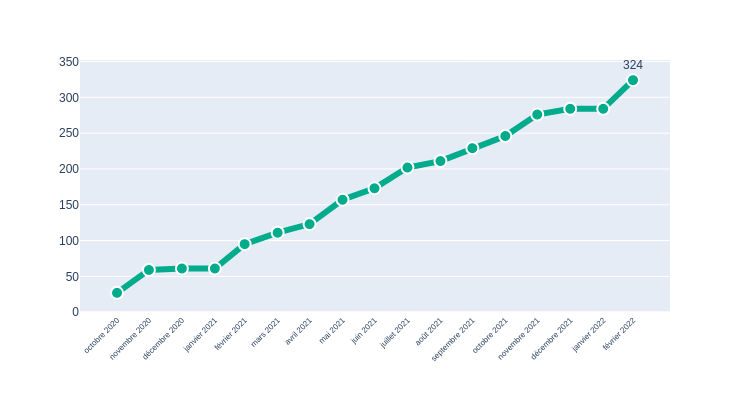 324
350
300
250
200
150
100
50
0
octobre 2020
novembre 2020
décembre 2020
janvier 2021
février 2021
mars 2021
avril 2021
mai 2021
juin 2021
juillet 2021
août 2021
septembre 2021
octobre 2021
novembre 2021
décembre 2021
janvier 2022
février 2022